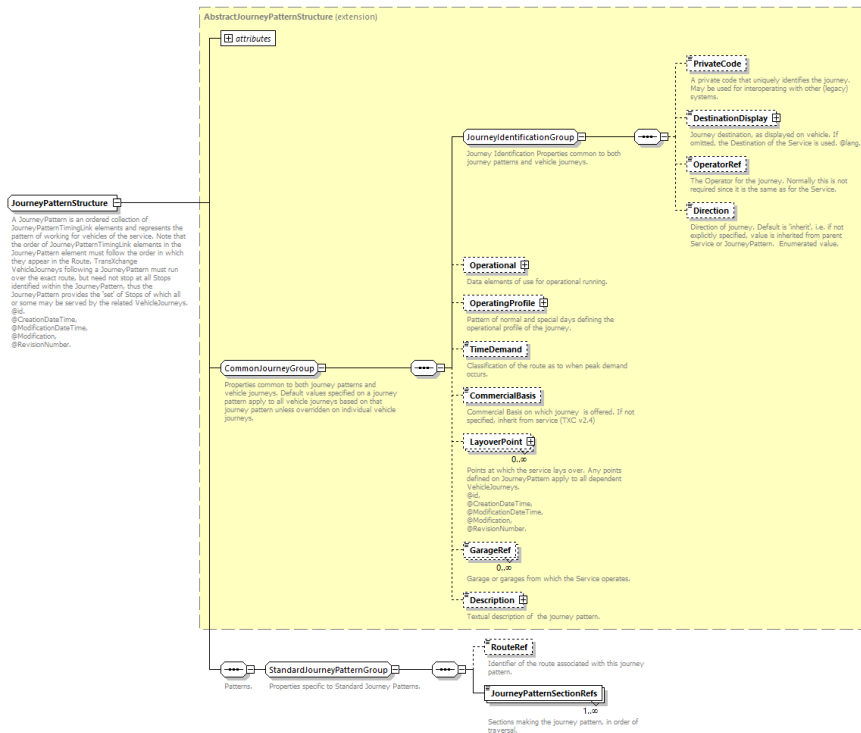 AbstractJourneyPatternStructure (extension)
attributes
PrivateCode
A private code that uniquely identifies the journey.
May be used for interoperating with other (legacy)
systems.
DestinationDisplay
Journey destination, as displayed on vehicle. If
omitted, the Destination of the Service is used. @lang.
JourneyIdentificationGroup
Journey Identification Properties common to both
journey patterns and vehicle journeys.
OperatorRef
The Operator for the journey. Normally this is not
required since it is the same as for the Service.
Direction
Direction of journey. Default is 'inherit', i.e. if not
explicitly specified, value is inherited from parent
Service or JourneyPattern.  Enumerated value.
JourneyPatternStructure
A JourneyPattern is an ordered collection of
JourneyPatternTimingLink elements and represents the
pattern of working for vehicles of the service. Note that
the order of JourneyPatternTimingLink elements in the
JourneyPattern element must follow the order in which
they appear in the Route. TransXchange
VehicleJourneys following a JourneyPattern must run
over the exact route, but need not stop at all Stops
identified within the JourneyPattern, thus the
JourneyPattern provides the 'set' of Stops of which all
or some may be served by the related VehicleJourneys.
@id,
@CreationDateTime,
@ModificationDateTime,
@Modification,
@RevisionNumber.
Operational
Data elements of use for operational running.
OperatingProfile
Pattern of normal and special days defining the
operational profile of the journey.
TimeDemand
Classification of the route as to when peak demand
occurs.
CommonJourneyGroup
Properties common to both journey patterns and
vehicle journeys. Default values specified on a journey
pattern apply to all vehicle journeys based on that
journey pattern unless overridden on individual vehicle
journeys.
CommercialBasis
Commercial Basis on which journey  is offered. If not
specified, inherit from service (TXC v2.4)
LayoverPoint
0..∞
Points at which the service lays over. Any points
defined on JourneyPattern apply to all dependent
VehicleJourneys.
@id,
@CreationDateTime,
@ModificationDateTime,
@Modification,
@RevisionNumber.
GarageRef
0..∞
Garage or garages from which the Service operates.
Description
Textual description of  the journey pattern.
Patterns.
StandardJourneyPatternGroup
Properties specific to Standard Journey Patterns.
RouteRef
Identifier of the route associated with this journey
pattern.
JourneyPatternSectionRefs
1..∞
Sections making the journey pattern, in order of
traversal.